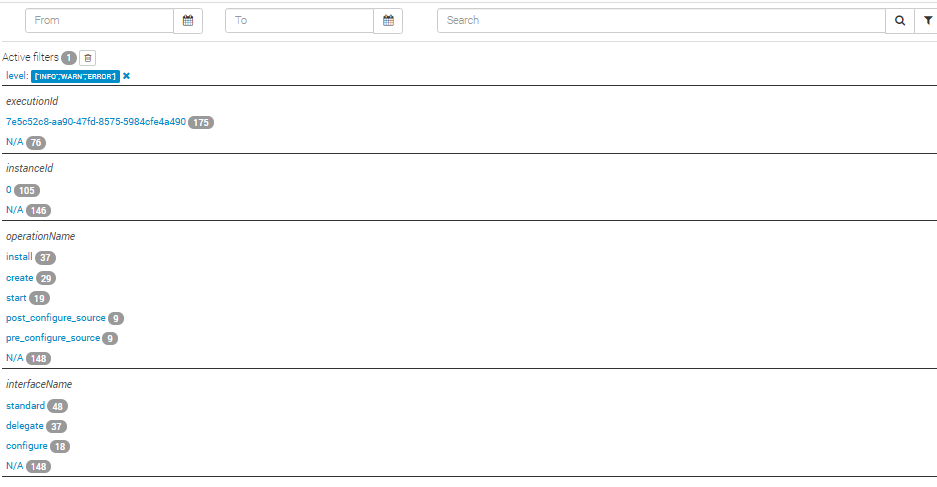 From To Search
Active filters 1
level: ["INFO","WARN","ERROR"]
executionId
7e5c52c8-aa90-47fd-8575-5984cfe4a490 175
N/A 76
instanceId
0 105
N/A 146
operationName
install 37
create 29
start 19
post_configure_source 9
pre_configure_source 9
N/A 148
interfaceName
standard 48
delegate 37
configure 18
N/A 148